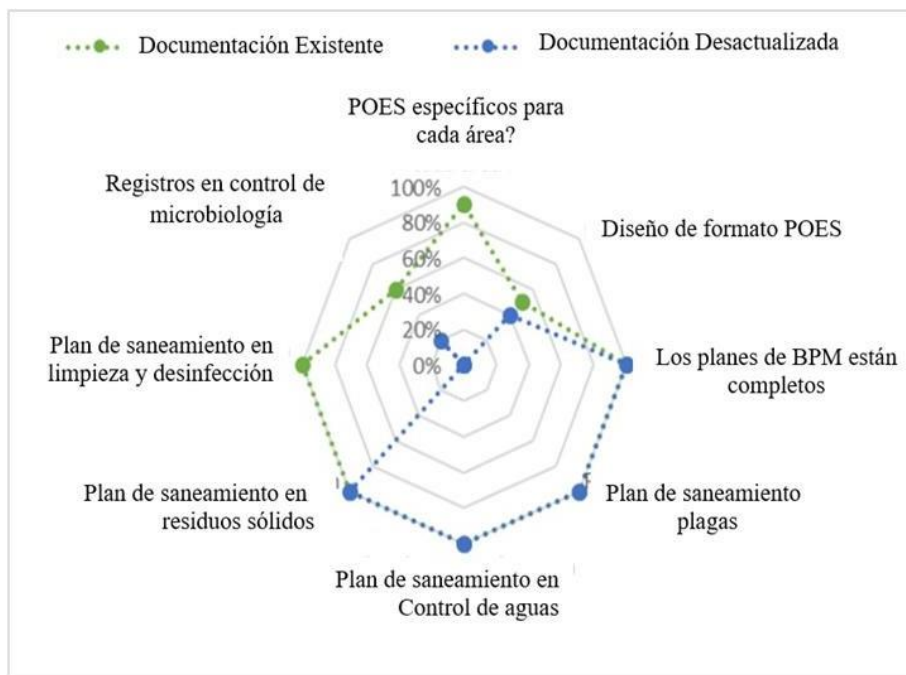 Documentación Existente
Documentación Desactualizada
POES específicos para
cada área?
Registros en control de
microbiología
Diseño de formato POES
100%
80%
60%
40%
20%
0%
Plan de saneamiento en
limpieza y desinfección
Los planes de BPM están
completos
Plan de saneamiento en
residuos sólidos
Plan de saneamiento
plagas
Plan de saneamiento en
Control de aguas